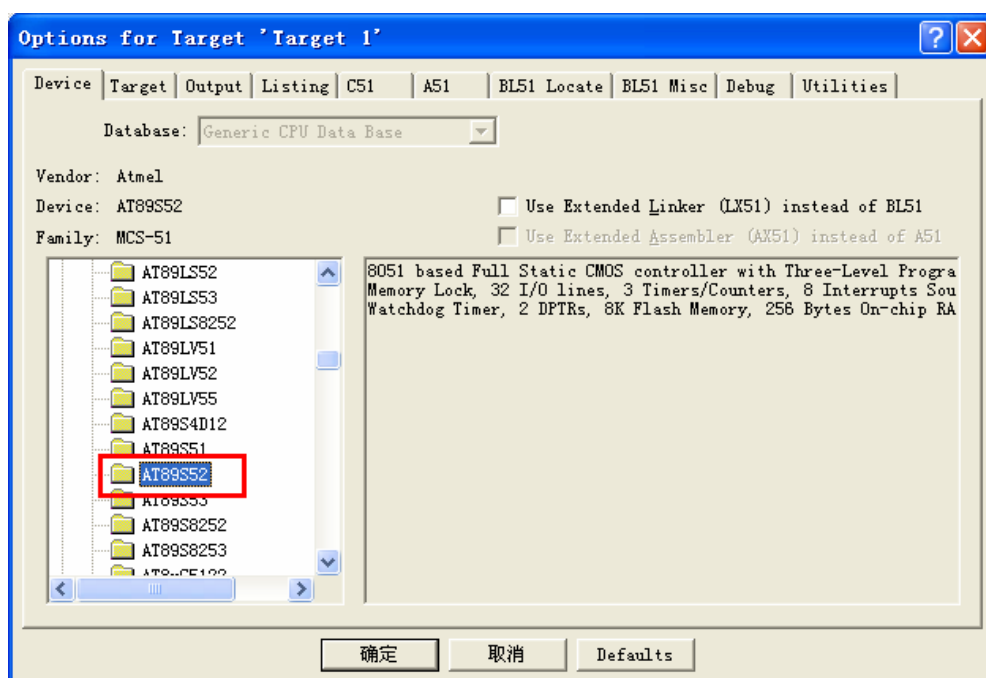 Options for Target 'Target 1'
Device Target Output Listing C51 A51 BL51 Locate BL51 Misc Debug Utilities
Database: Generic CPU Data Base
Vendor: Atmel
Device: AT89S52
Use Extended Linker (LX51) instead of BL51
Family: MCS-51
Use Extended Assembler (AX51) instead of A51
AT89LS52
AT89LS53
AT89LS8252
AT89LV51
AT89LV52
AT89LV55
AT89S4D12
AT89S51
AT89S52
AT89S53
AT89S8252
AT89S8253
8051 based Full Static CMOS controller with Three-Level Progra
Memory Lock, 32 I/O lines, 3 Timers/Counters, 8 Interrupts Sou
Watchdog Timer, 2 DPTRs, 8K Flash Memory, 256 Bytes On-chip RA
确定 取消 Defaults